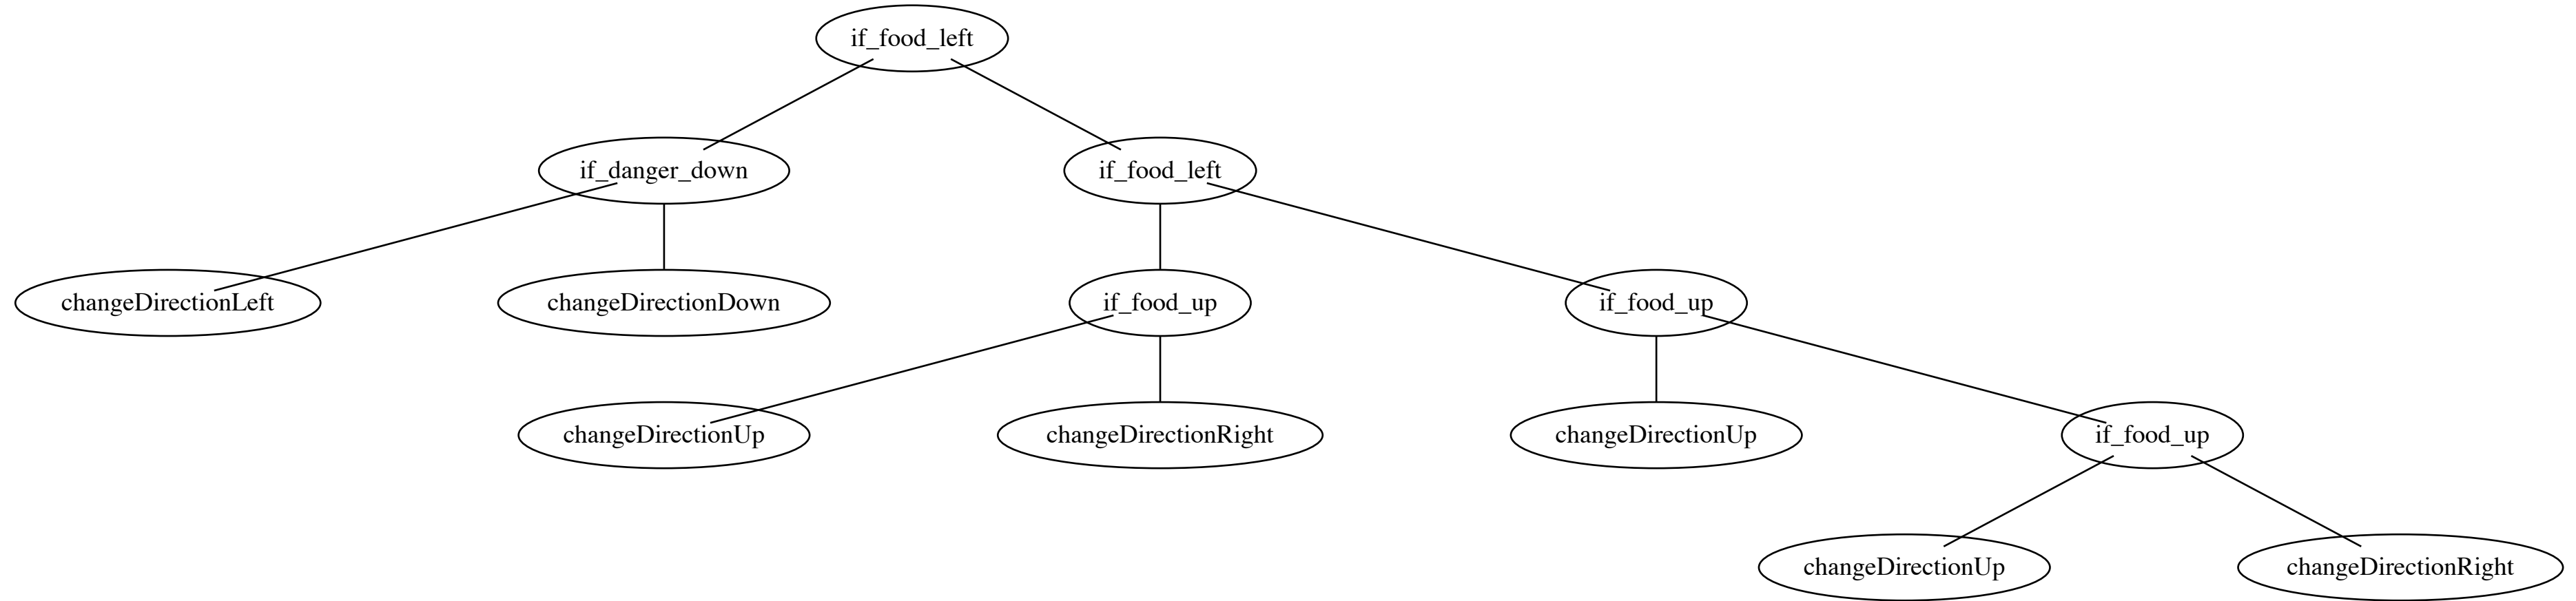 if_food_left
if_danger_down
if_food_left
changeDirectionLeft
changeDirectionDown
if_food_up
if_food_up
changeDirectionUp
changeDirectionRight
changeDirectionUp
if_food_up
changeDirectionUp
changeDirectionRight